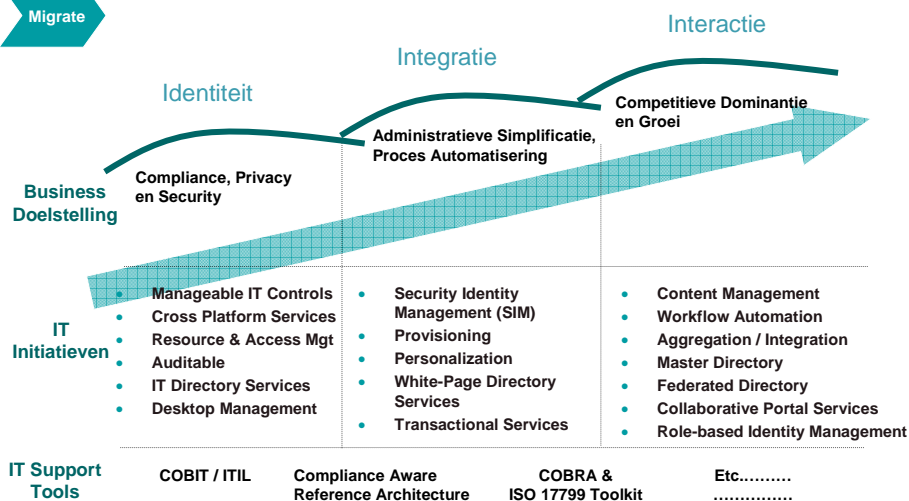 Migrate
Interactie
Integratie
Identiteit
Competitieve Dominantie
en Groei
Administratieve Simplificatie,
Proces Automatisering
Compliance, Privacy
en Security
Business
Doelstelling
IT
Initiatieven
• Manageable IT Controls
• Cross Platform Services
• Resource & Access Mgt
• Auditable
• IT Directory Services
• Desktop Management
• Security Identity
Management (SIM)
• Provisioning
• Personalization
• White-Page Directory
Services
• Transactional Services
• Content Management
• Workflow Automation
• Aggregation / Integration
• Master Directory
• Federated Directory
• Collaborative Portal Services
• Role-based Identity Management
IT Support
Tools
COBIT / ITIL
Compliance Aware
Reference Architecture
COBRA &
ISO 17799 Toolkit
Etc..........
...............